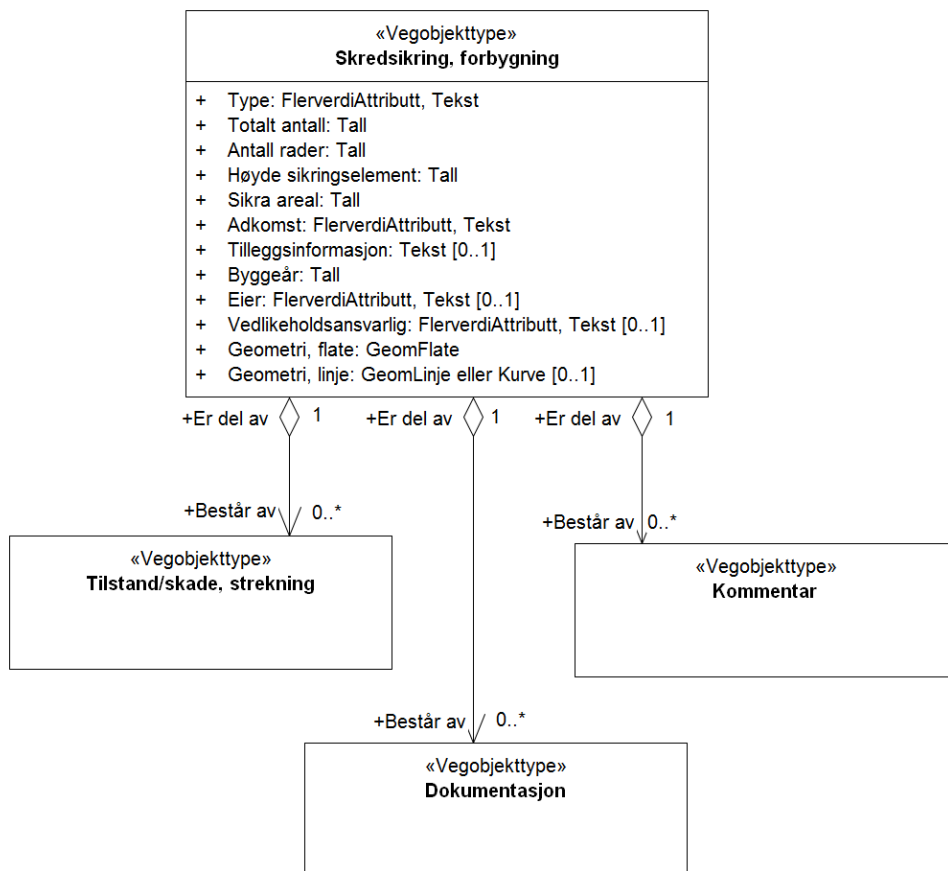 «Vegobjekttype»
Skredsikring, forbygning
+ Type: FlerverdiAttributt, Tekst
+ Totalt antall: Tall
+ Antall rader: Tall
+ Høyde sikringselement: Tall
+ Sikra areal: Tall
+ Adkomst: FlerverdiAttributt, Tekst
+ Tilleggsinformasjon: Tekst [0..1]
+ Byggeår: Tall
+ Eier: FlerverdiAttributt, Tekst [0..1]
+ Vedlikeholdsansvarlig: FlerverdiAttributt, Tekst [0..1]
+ Geometri, flate: GeomFlate
+ Geometri, linje: GeomLinje eller Kurve [0..1]
+Er del av 1 +Er del av 1 +Er del av 1
+Består av 0..* +Består av 0..*
«Vegobjekttype»
Tilstand/skade, strekning
«Vegobjekttype»
Kommentar
+Består av 0..*
«Vegobjekttype»
Dokumentasjon